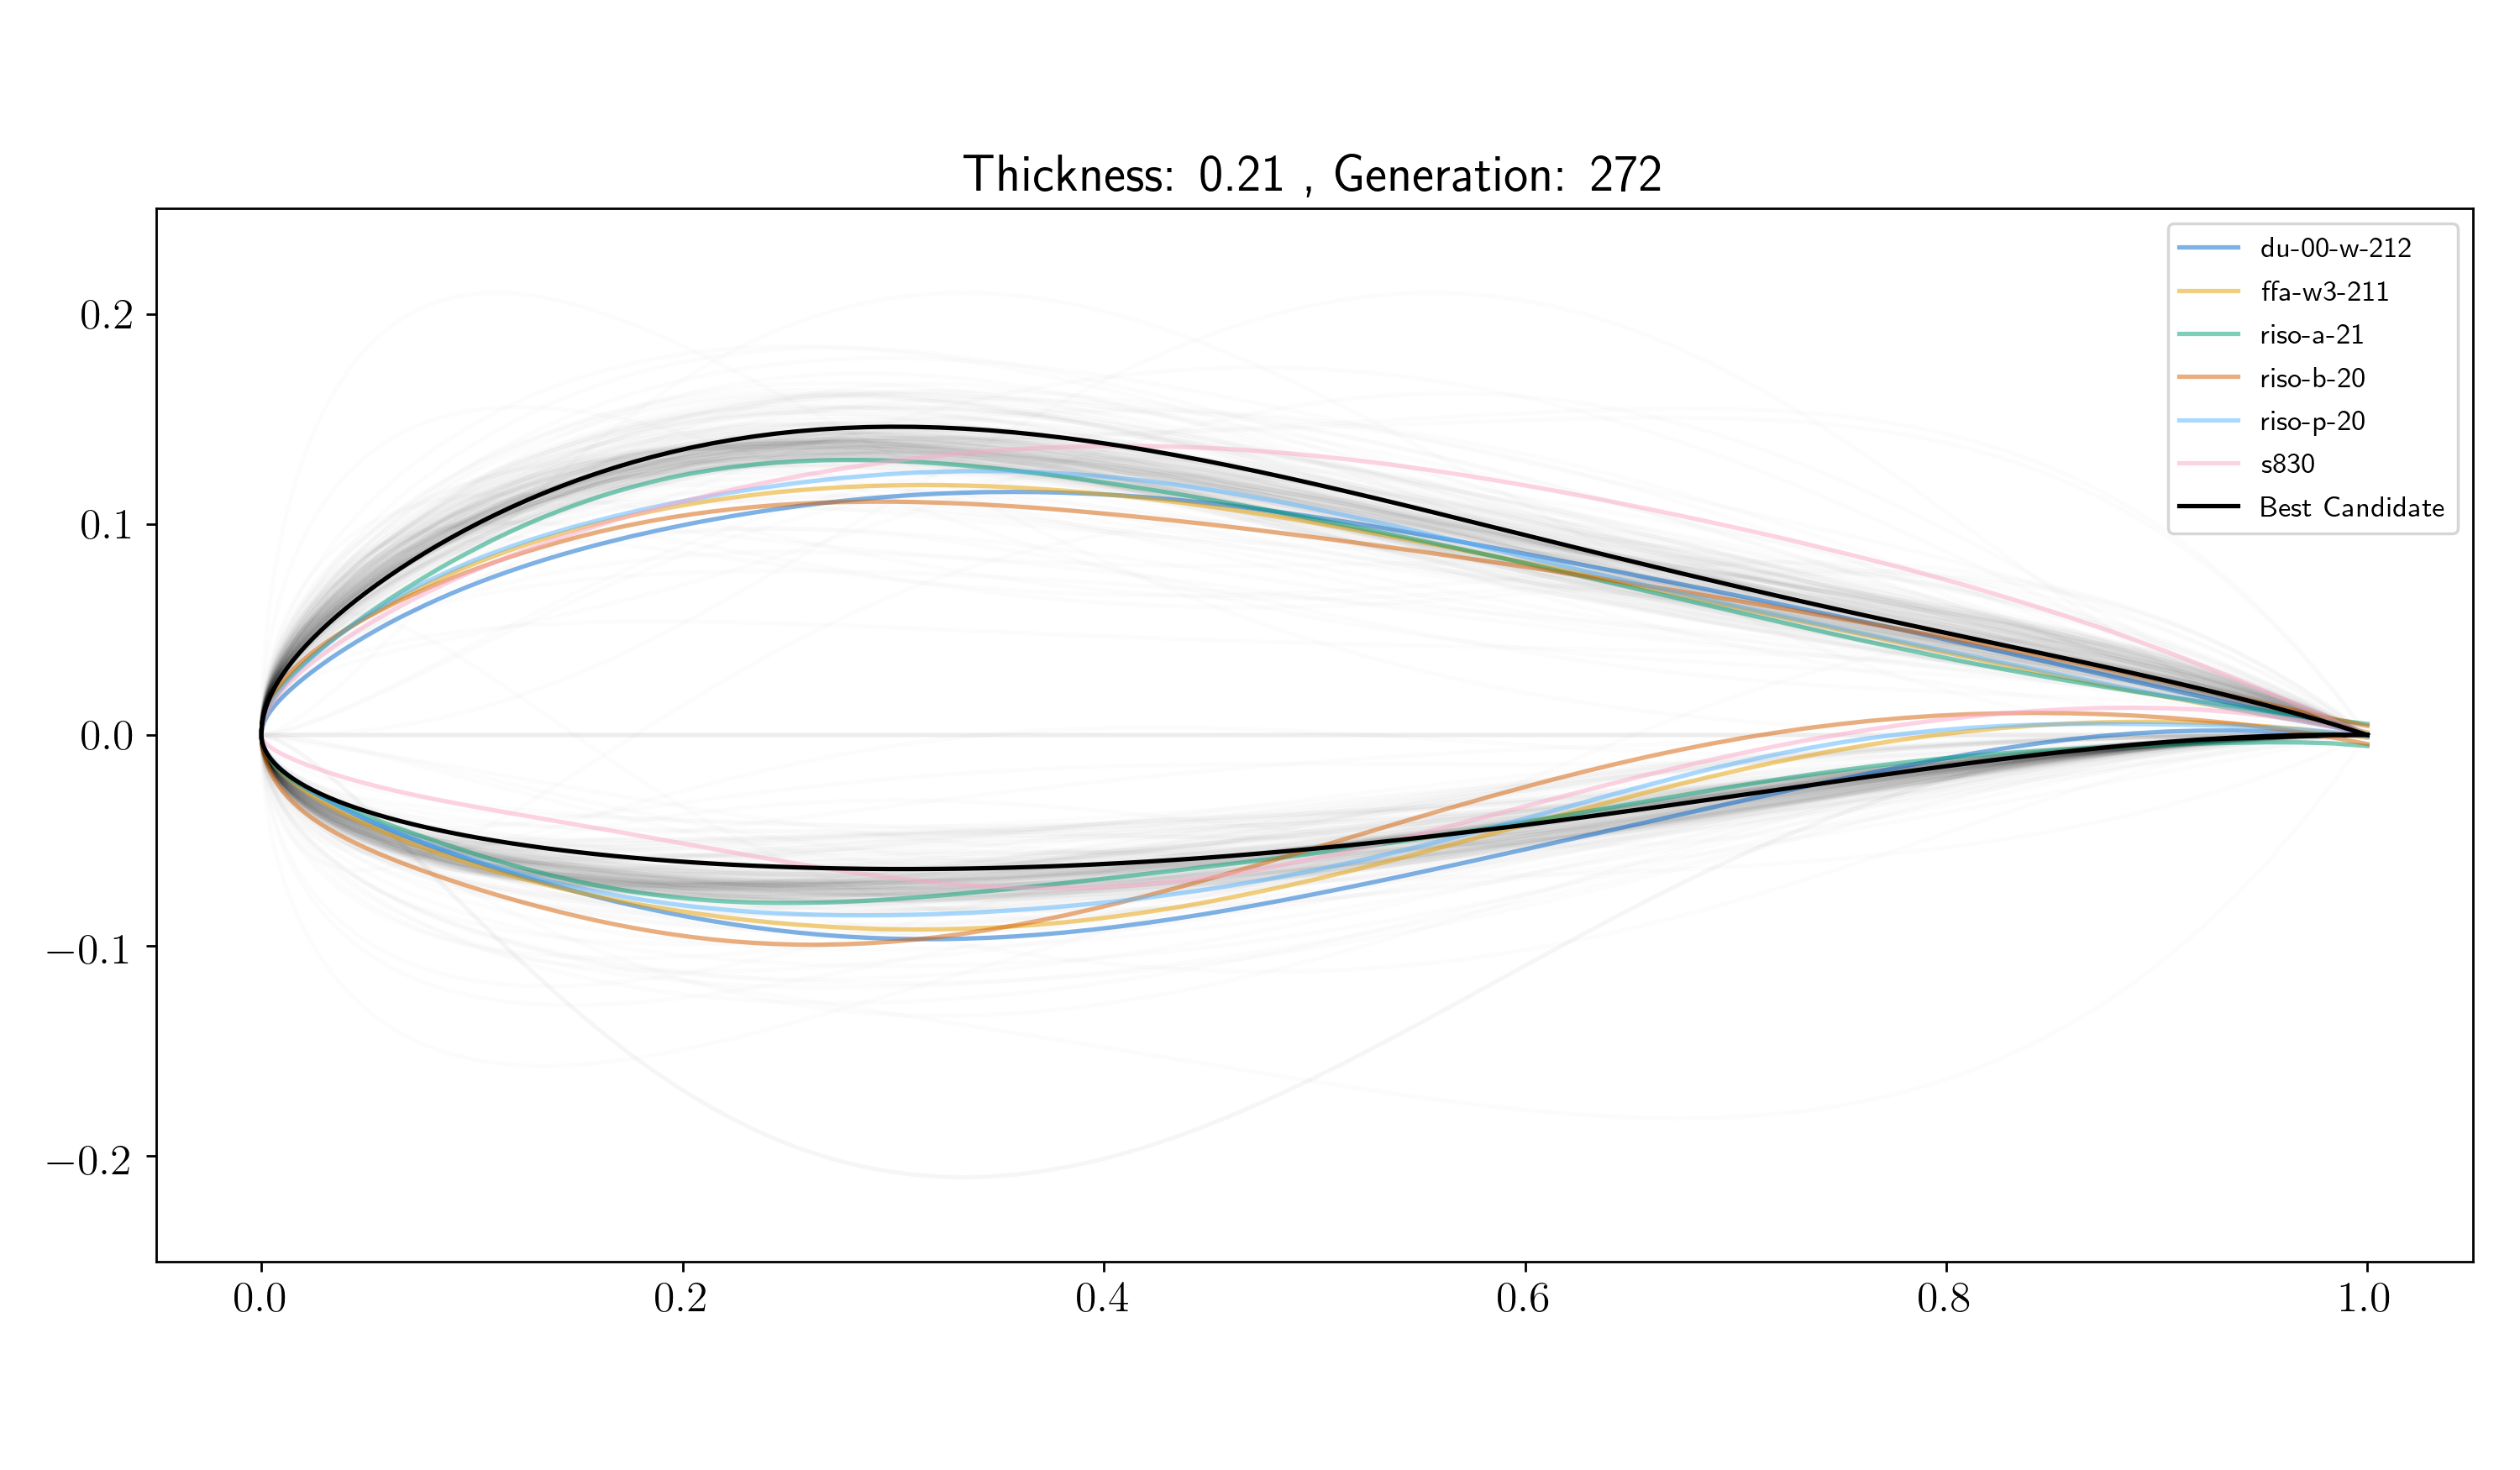 Thickness: 0.21 , Generation: 272
du-00-w-212
ffa-w3-211
riso-a-21
riso-b-20
riso-p-20
s830
Best Candidate
0.2
0.1
0.0
−0.1
−0.2
0.0 0.2 0.4 0.6 0.8 1.0